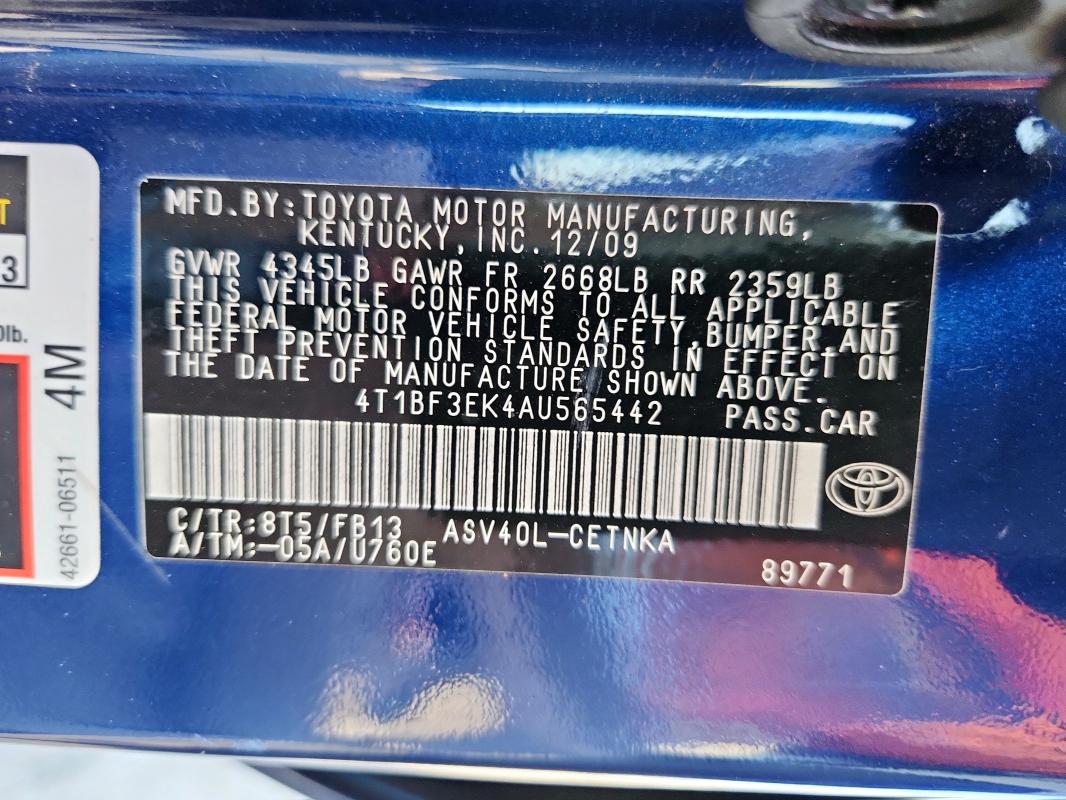 MFD.BY:TOYOTA MOTOR MANUFACTURING,
KENTUCKY, INC. 12/09
GVWR 4345LB GAWR FR 2668LB RR 2359LB
THIS VEHICLE CONFORMS TO ALL APPLICABLE
FEDERAL MOTOR VEHICLE SAFETY,BUMPER,AND
THEFT PREVENTION STANDARDS IN EFFECT ON
THE DATE OF MANUFACTURE SHOWN ABOVE.
4T1BF3EK4AU565442 PASS.CAR
C/TR:8T5/FB13 ASV40L-CETNKA
A/TM:-05A/U760E
89771
T
3
0lb.
4M
42661-06511